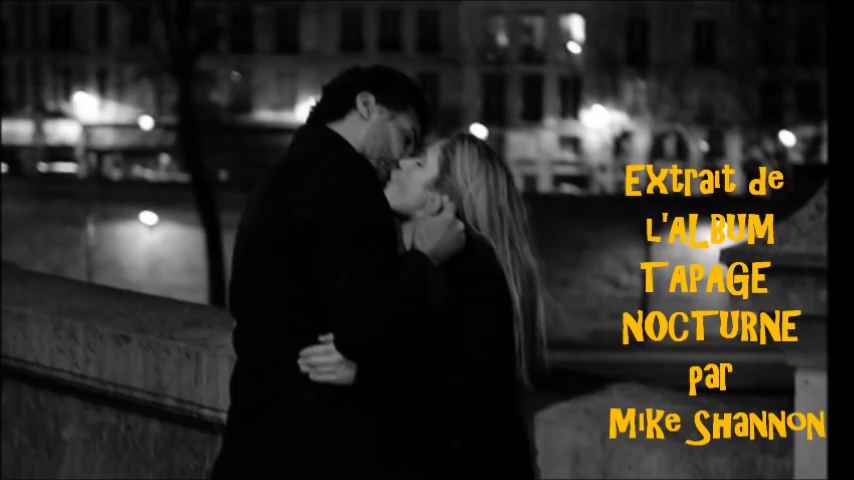 Extrait de
L'ALBUM
TAPAGE
NOCTURNE
par
Mike Shannon